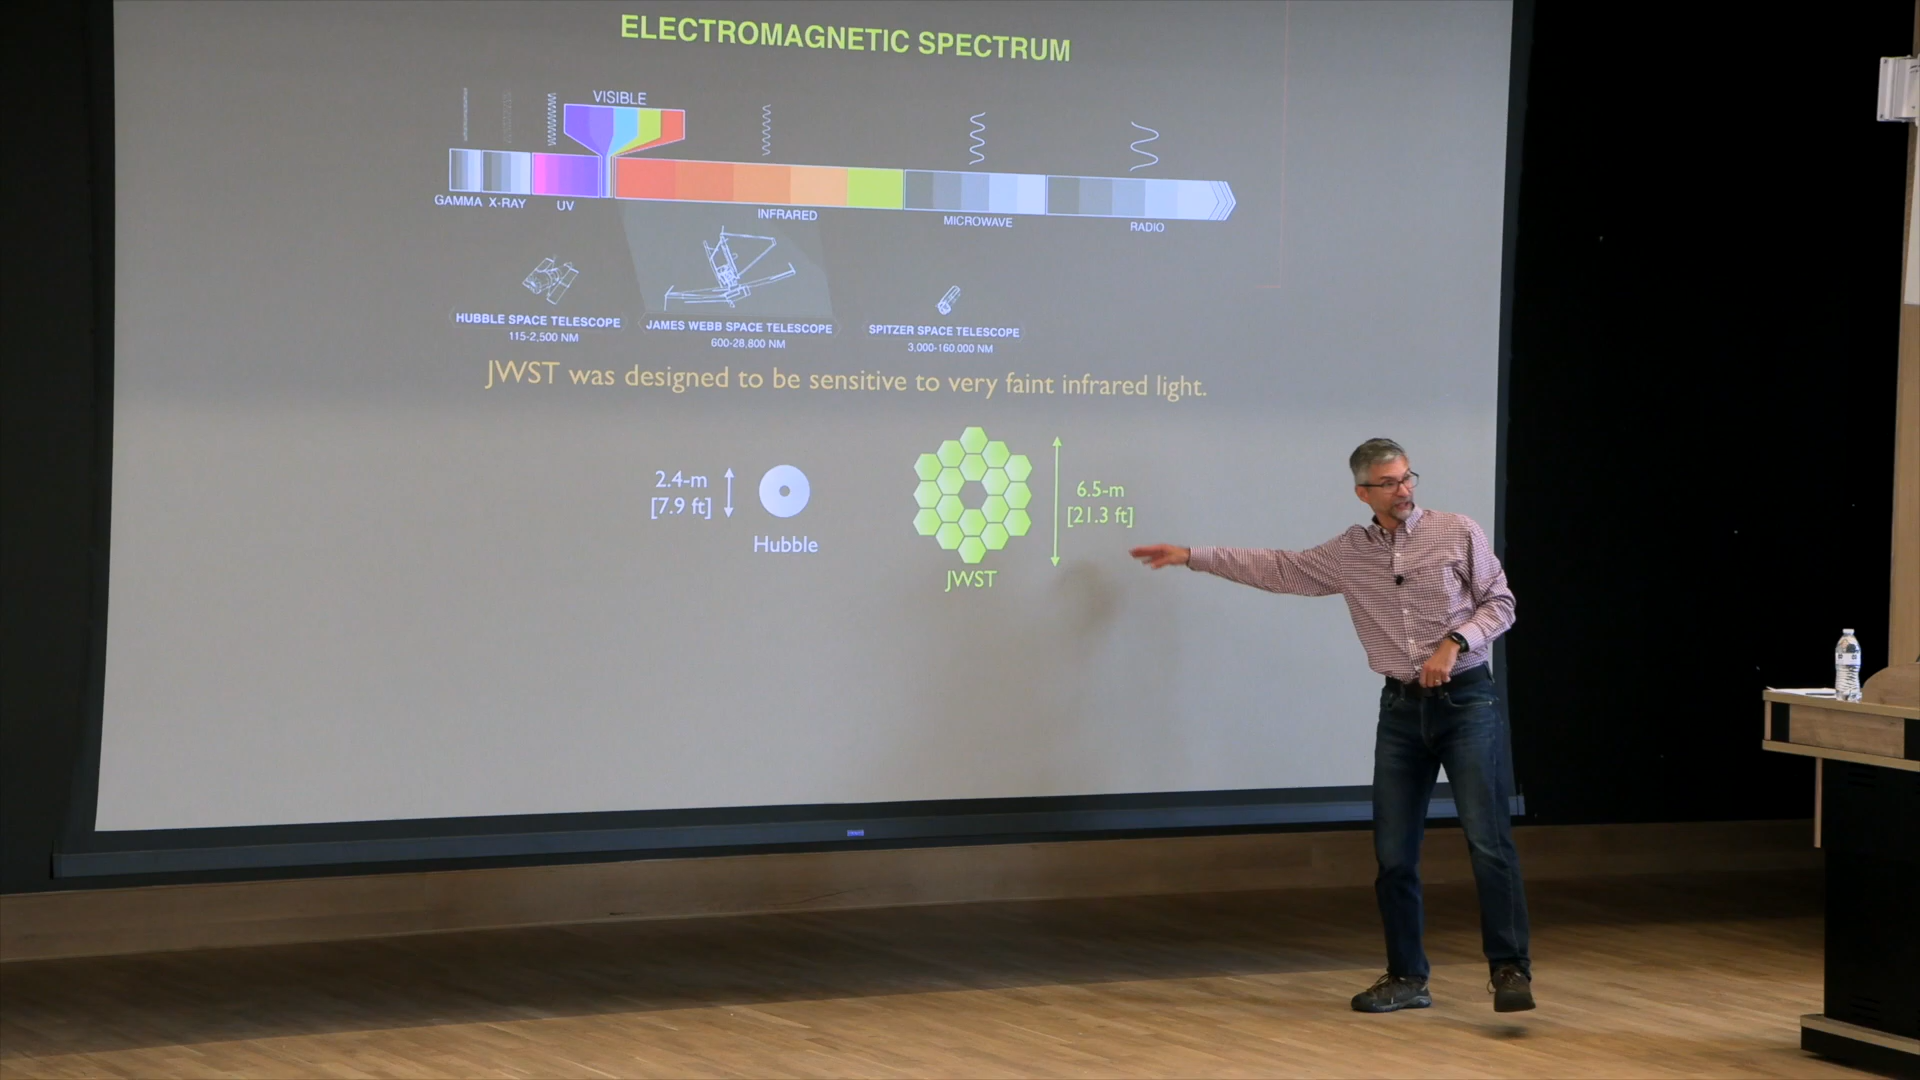 ELECTROMAGNETIC SPECTRUM
VISIBLE
GAMMA X-RAY UV INFRARED MICROWAVE RADIO
HUBBLE SPACE TELESCOPE
115-2,500 NM
JAMES WEBB SPACE TELESCOPE
600-28,800 NM
SPITZER SPACE TELESCOPE
3,000-160,000 NM
JWST was designed to be sensitive to very faint infrared light.
2.4-m
[7.9 ft]
Hubble
6.5-m
[21.3 ft]
JWST